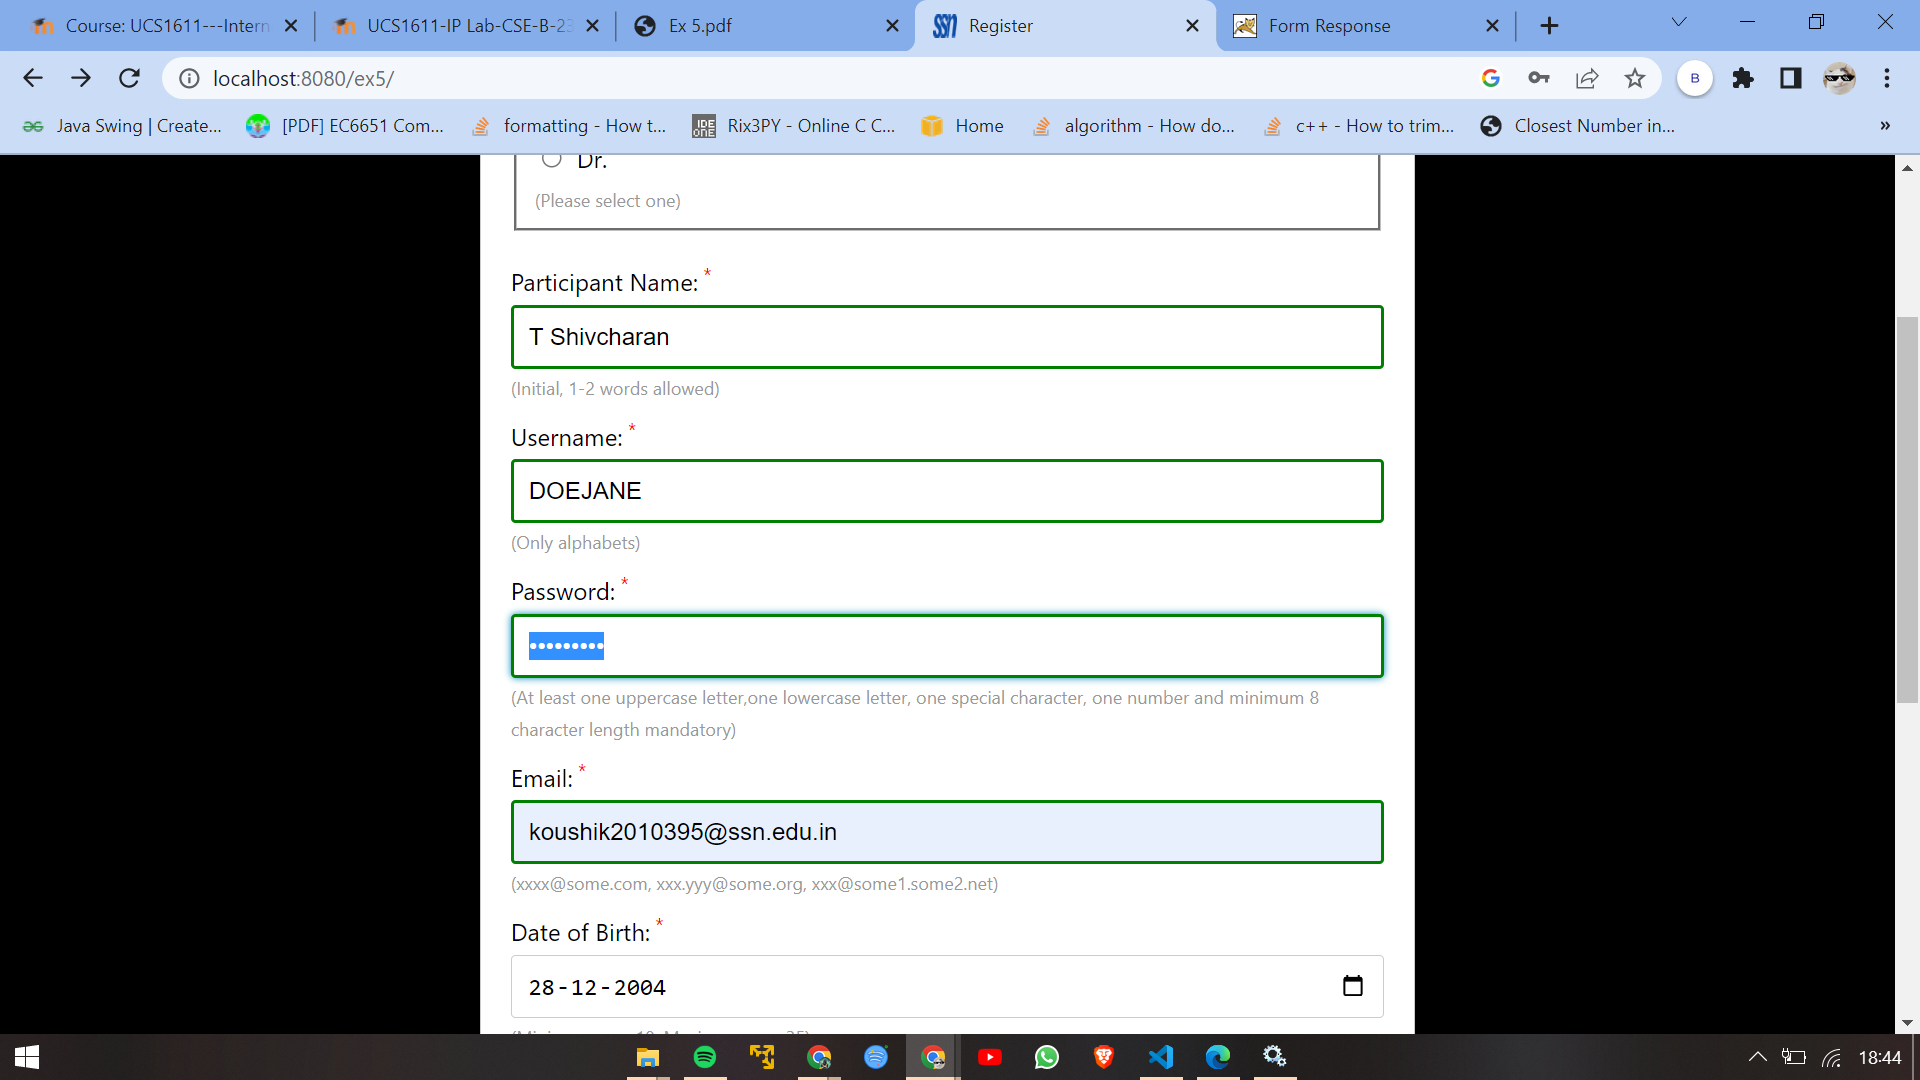 Course: UCS1611---Intern
UCS1611-IP Lab-CSE-B-23
Ex 5.pdf
Register
Form Response
localhost:8080/ex5/
B
Java Swing | Create...
[PDF] EC6651 Com...
formatting - How t...
IDE ONE
Rix3PY - Online C C...
Home
algorithm - How do...
c++ - How to trim...
Closest Number in...
»
Dr.
(Please select one)
Participant Name: *
T Shivcharan
(Initial, 1-2 words allowed)
Username: *
DOEJANE
(Only alphabets)
Password: *
•••••••••
(At least one uppercase letter,one lowercase letter, one special character, one number and minimum 8
character length mandatory)
Email: *
koushik2010395@ssn.edu.in
(xxxx@some.com, xxx.yyy@some.org, xxx@some1.some2.net)
Date of Birth: *
28-12-2004
18:44